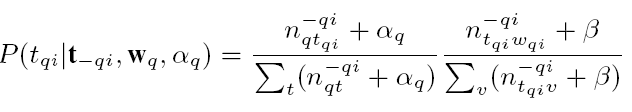 P(t_{qi}|\mathbf{t}_{-qi}, \mathbf{w}_q, \alpha_q) = \frac{n_{qt_{qi}}^{-qi} + \alpha_q}{\sum_t (n_{qt}^{-qi} + \alpha_q)} \frac{n_{t_{qi}w_{qi}}^{-qi} + \beta}{\sum_v (n_{t_{qi}v}^{-qi} + \beta)}